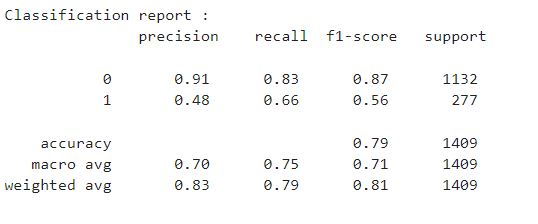 Classification report :
precision recall f1-score support
0 0.91 0.83 0.87 1132
1 0.48 0.66 0.56 277
accuracy 0.79 1409
macro avg 0.70 0.75 0.71 1409
weighted avg 0.83 0.79 0.81 1409